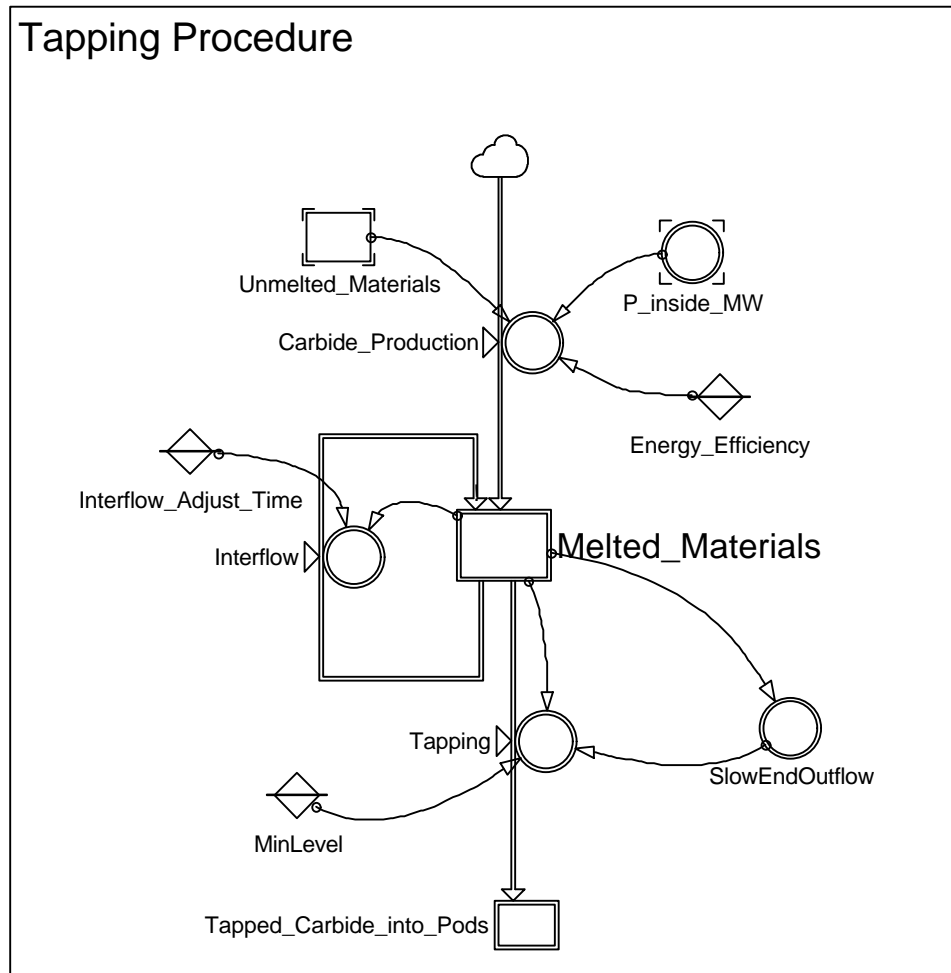 Tapping Procedure
Unmelted_Materials
P_inside_MW
Carbide_Production
Energy_Efficiency
Interflow_Adjust_Time
Melted_Materials
Interflow
Tapping
SlowEndOutflow
MinLevel
Tapped_Carbide_into_Pods